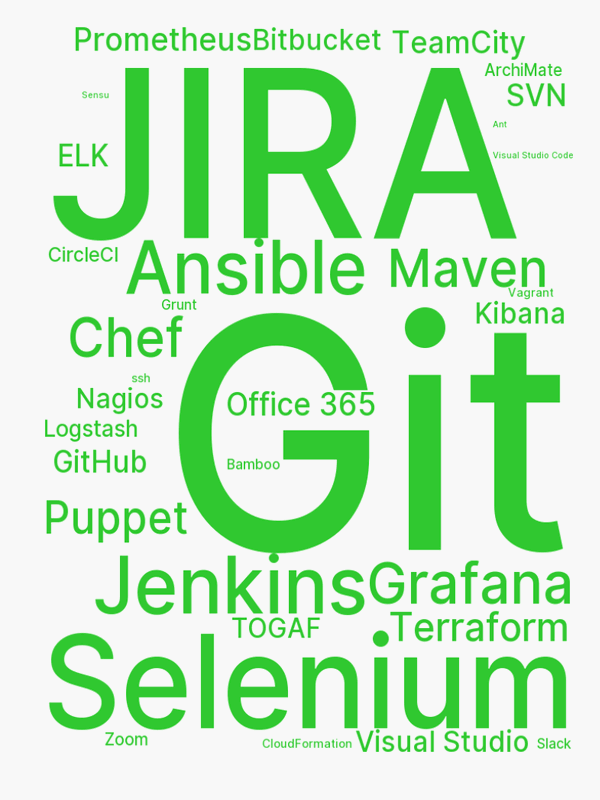 Prometheus Bitbucket TeamCity
ArchiMate
Sensu
SVN
JIRA
Ant
ELK
Visual Studio Code
CircleCI
Ansible
Maven
Vagrant
Grunt
Kibana
Chef
Git
ssh
Nagios
Office 365
Logstash
GitHub
Bamboo
Puppet
Jenkins
Grafana
TOGAF
Terraform
Selenium
Zoom
CloudFormation
Visual Studio
Slack